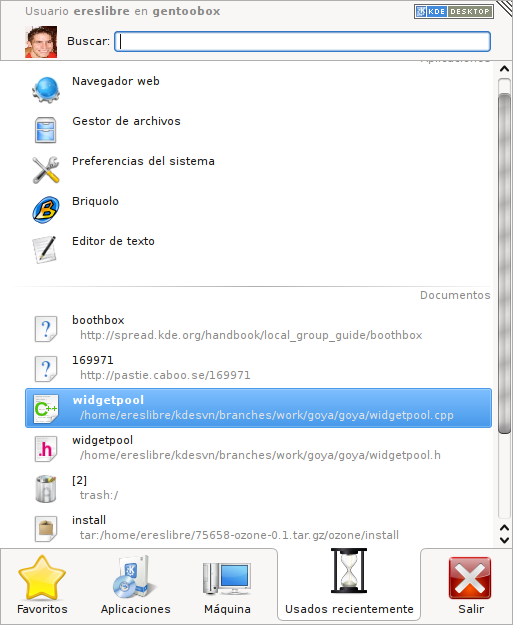 Usuario ereslibre en gentoobox
KDE DESKTOP
Buscar:
Aplicaciones
Navegador web
Gestor de archivos
Preferencias del sistema
Briquolo
Editor de texto
Documentos
boothbox
http://spread.kde.org/handbook/local_group_guide/boothbox
169971
http://pastie.caboo.se/169971
C++
widgetpool
/home/ereslibre/kdesvn/branches/work/goya/goya/widgetpool.cpp
.h
widgetpool
/home/ereslibre/kdesvn/branches/work/goya/goya/widgetpool.h
[2]
trash:/
install
tar:/home/ereslibre/75658-ozone-0.1.tar.gz/ozone/install
Favoritos
Aplicaciones
Máquina
Usados recientemente
Salir